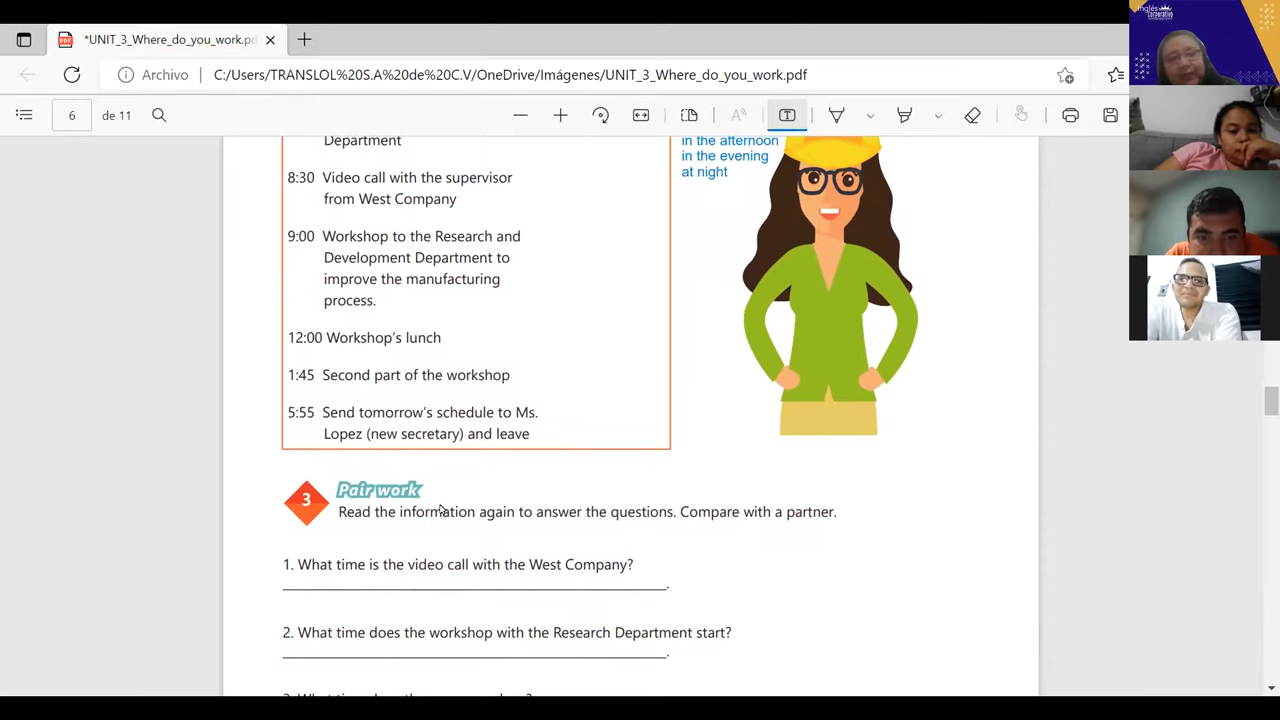 *UNIT_3_Where_do_you_work.pd
Archivo
C:/Users/TRANSLOL%20S.A%20de%20C.V/OneDrive/Imágenes/UNIT_3_Where_do_you_work.pdf
6 de 11
Department
8:30 Video call with the supervisor
from West Company
9:00 Workshop to the Research and
Development Department to
improve the manufacturing
process.
12:00 Workshop's lunch
1:45 Second part of the workshop
5:55 Send tomorrow's schedule to Ms.
Lopez (new secretary) and leave
in the afternoon
in the evening
at night
3
Pair work
Read the information again to answer the questions. Compare with a partner.
1. What time is the video call with the West Company?
2. What time does the workshop with the Research Department start?
Inglés
Corporativo